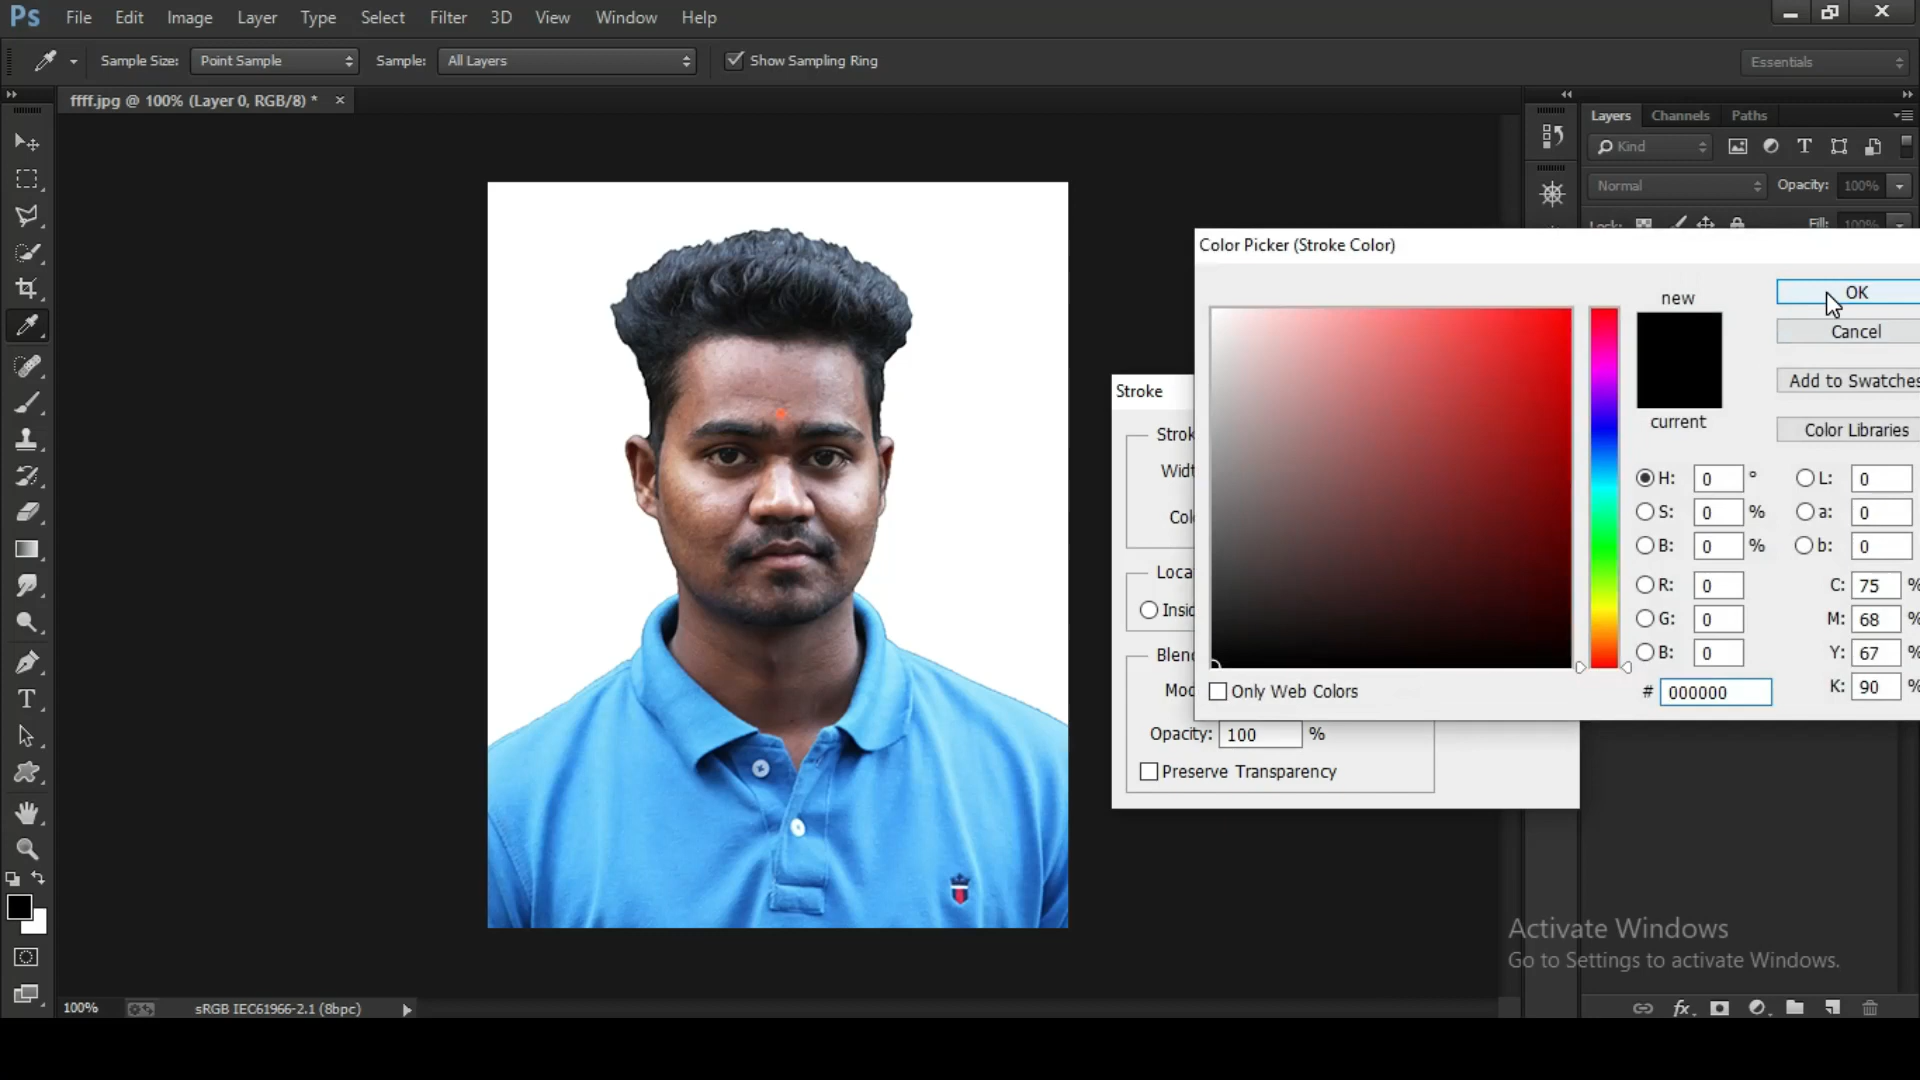 Ps File Edit Image Layer Type Select Filter 3D View Window Help
Sample Size: Point Sample Sample: All Layers Show Sampling Ring Essentials
ffff.jpg @ 100% (Layer 0, RGB/8) * ×
Layers Channels Paths
Kind
Normal Opacity: 100%
Lock: Fill: 100%
Color Picker (Stroke Color)
new
OK
Cancel
Add to Swatches
current
Color Libraries
H: 0 ° L: 0
S: 0 % a: 0
B: 0 % b: 0
R: 0 C: 75 %
G: 0 M: 68 %
B: 0 Y: 67 %
# 000000 K: 90 %
Only Web Colors
Stroke
Opacity: 100 %
Preserve Transparency
Activate Windows
Go to Settings to activate Windows.
100% sRGB IEC61966-2.1 (8bpc)